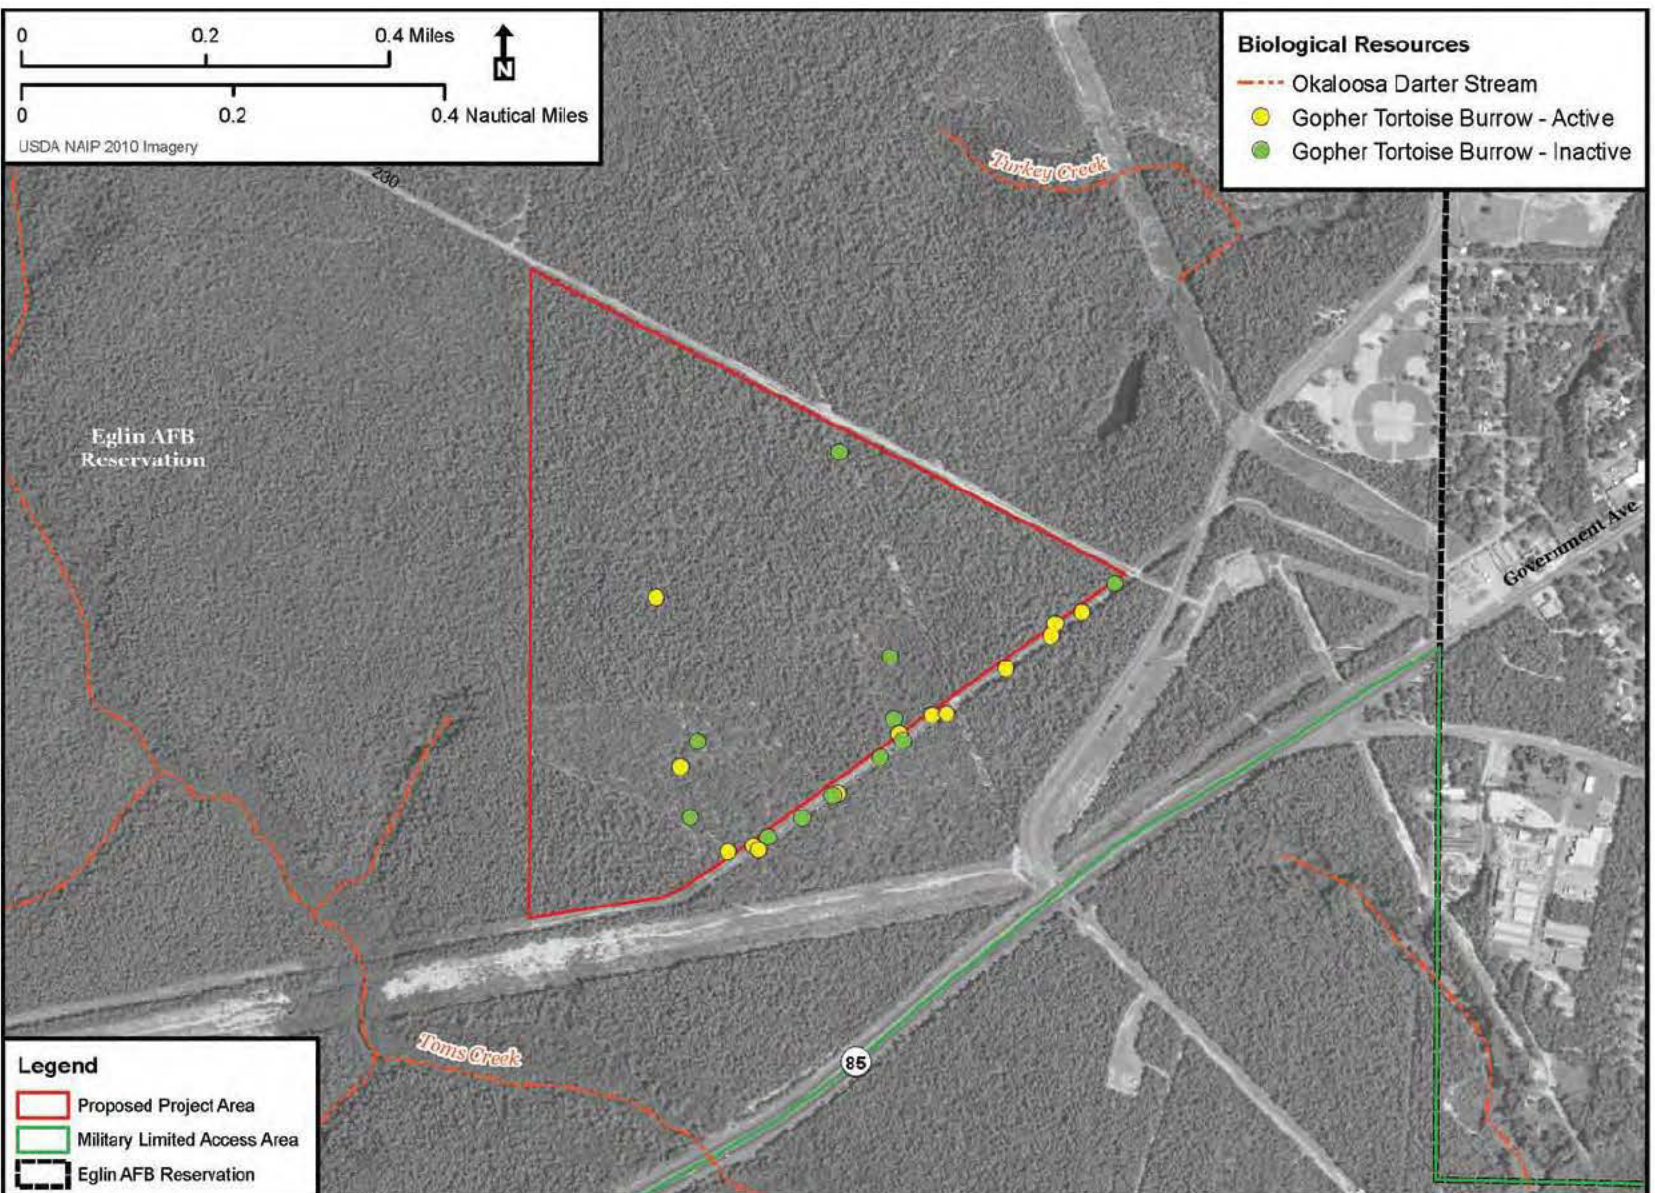 0 0.2 0.4 Miles
N
0 0.2 0.4 Nautical Miles
USDA NAIP 2010 Imagery
Biological Resources
Okaloosa Darter Stream
Gopher Tortoise Burrow - Active
Gopher Tortoise Burrow - Inactive
230
Turkey Creek
Eglin AFB
Reservation
Government Ave
Toms Creek
85
Legend
Proposed Project Area
Military Limited Access Area
Eglin AFB Reservation